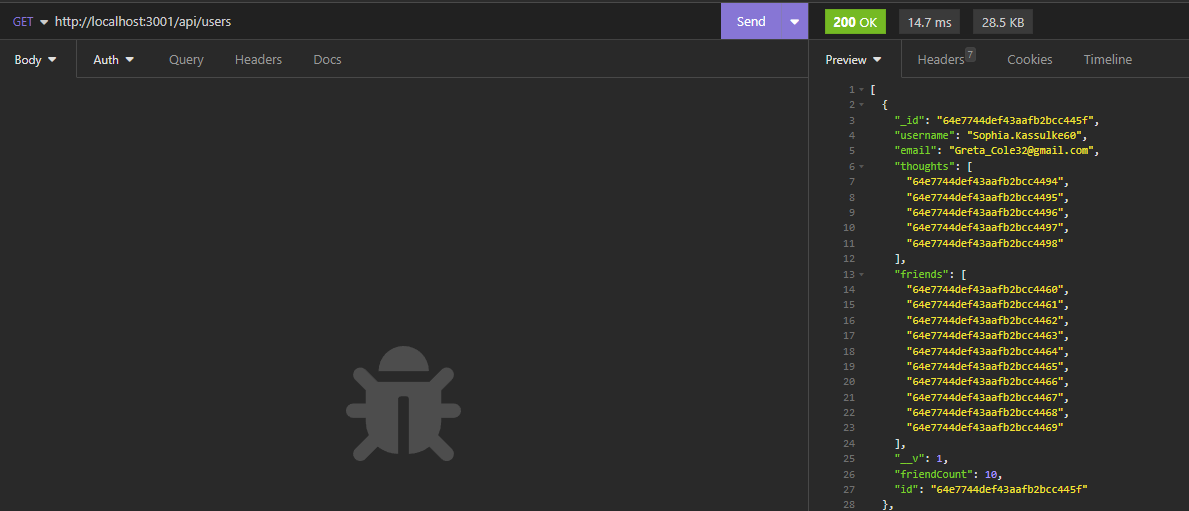 GET http://localhost:3001/api/users Send
200 OK 14.7 ms 28.5 KB
Body Auth Query Headers Docs
Preview Headers 7 Cookies Timeline
1 [
2 {
3 "_id": "64e7744def43aafb2bcc445f",
4 "username": "Sophia.Kassulke60",
5 "email": "Greta_Cole32@gmail.com",
6 "thoughts": [
7 "64e7744def43aafb2bcc4494",
8 "64e7744def43aafb2bcc4495",
9 "64e7744def43aafb2bcc4496",
10 "64e7744def43aafb2bcc4497",
11 "64e7744def43aafb2bcc4498"
12 ],
13 "friends": [
14 "64e7744def43aafb2bcc4460",
15 "64e7744def43aafb2bcc4461",
16 "64e7744def43aafb2bcc4462",
17 "64e7744def43aafb2bcc4463",
18 "64e7744def43aafb2bcc4464",
19 "64e7744def43aafb2bcc4465",
20 "64e7744def43aafb2bcc4466",
21 "64e7744def43aafb2bcc4467",
22 "64e7744def43aafb2bcc4468",
23 "64e7744def43aafb2bcc4469"
24 ],
25 "__v": 1,
26 "friendCount": 10,
27 "id": "64e7744def43aafb2bcc445f"
28 },